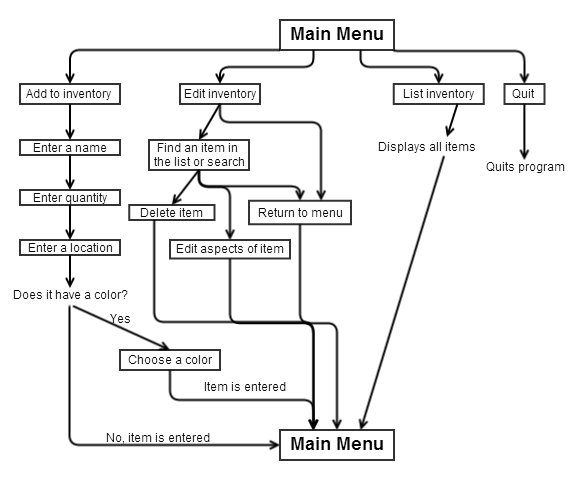 Main Menu
Add to inventory
Edit inventory
List inventory
Quit
Enter a name
Find an item in
the list or search
Displays all items
Quits program
Enter quantity
Delete item
Return to menu
Enter a location
Edit aspects of item
Does it have a color?
Yes
Choose a color
Item is entered
No, item is entered
Main Menu